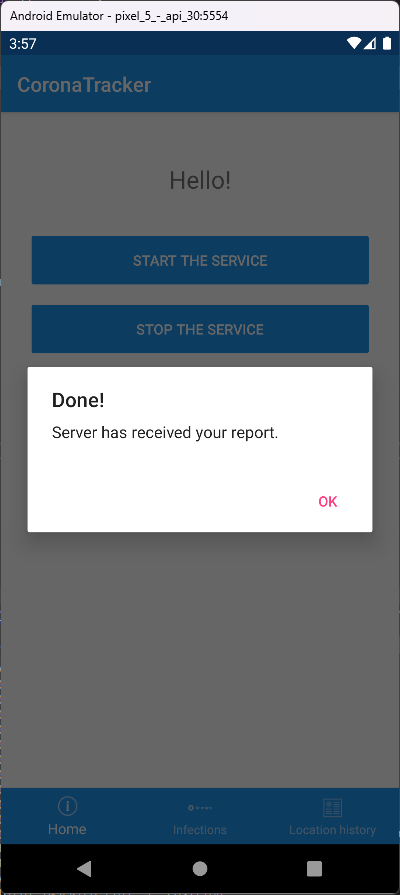 Android Emulator - pixel_5_-_api_30:5554
3:57
CoronaTracker
Hello!
START THE SERVICE
STOP THE SERVICE
Done!
Server has received your report.
OK
Home
Infections
Location history